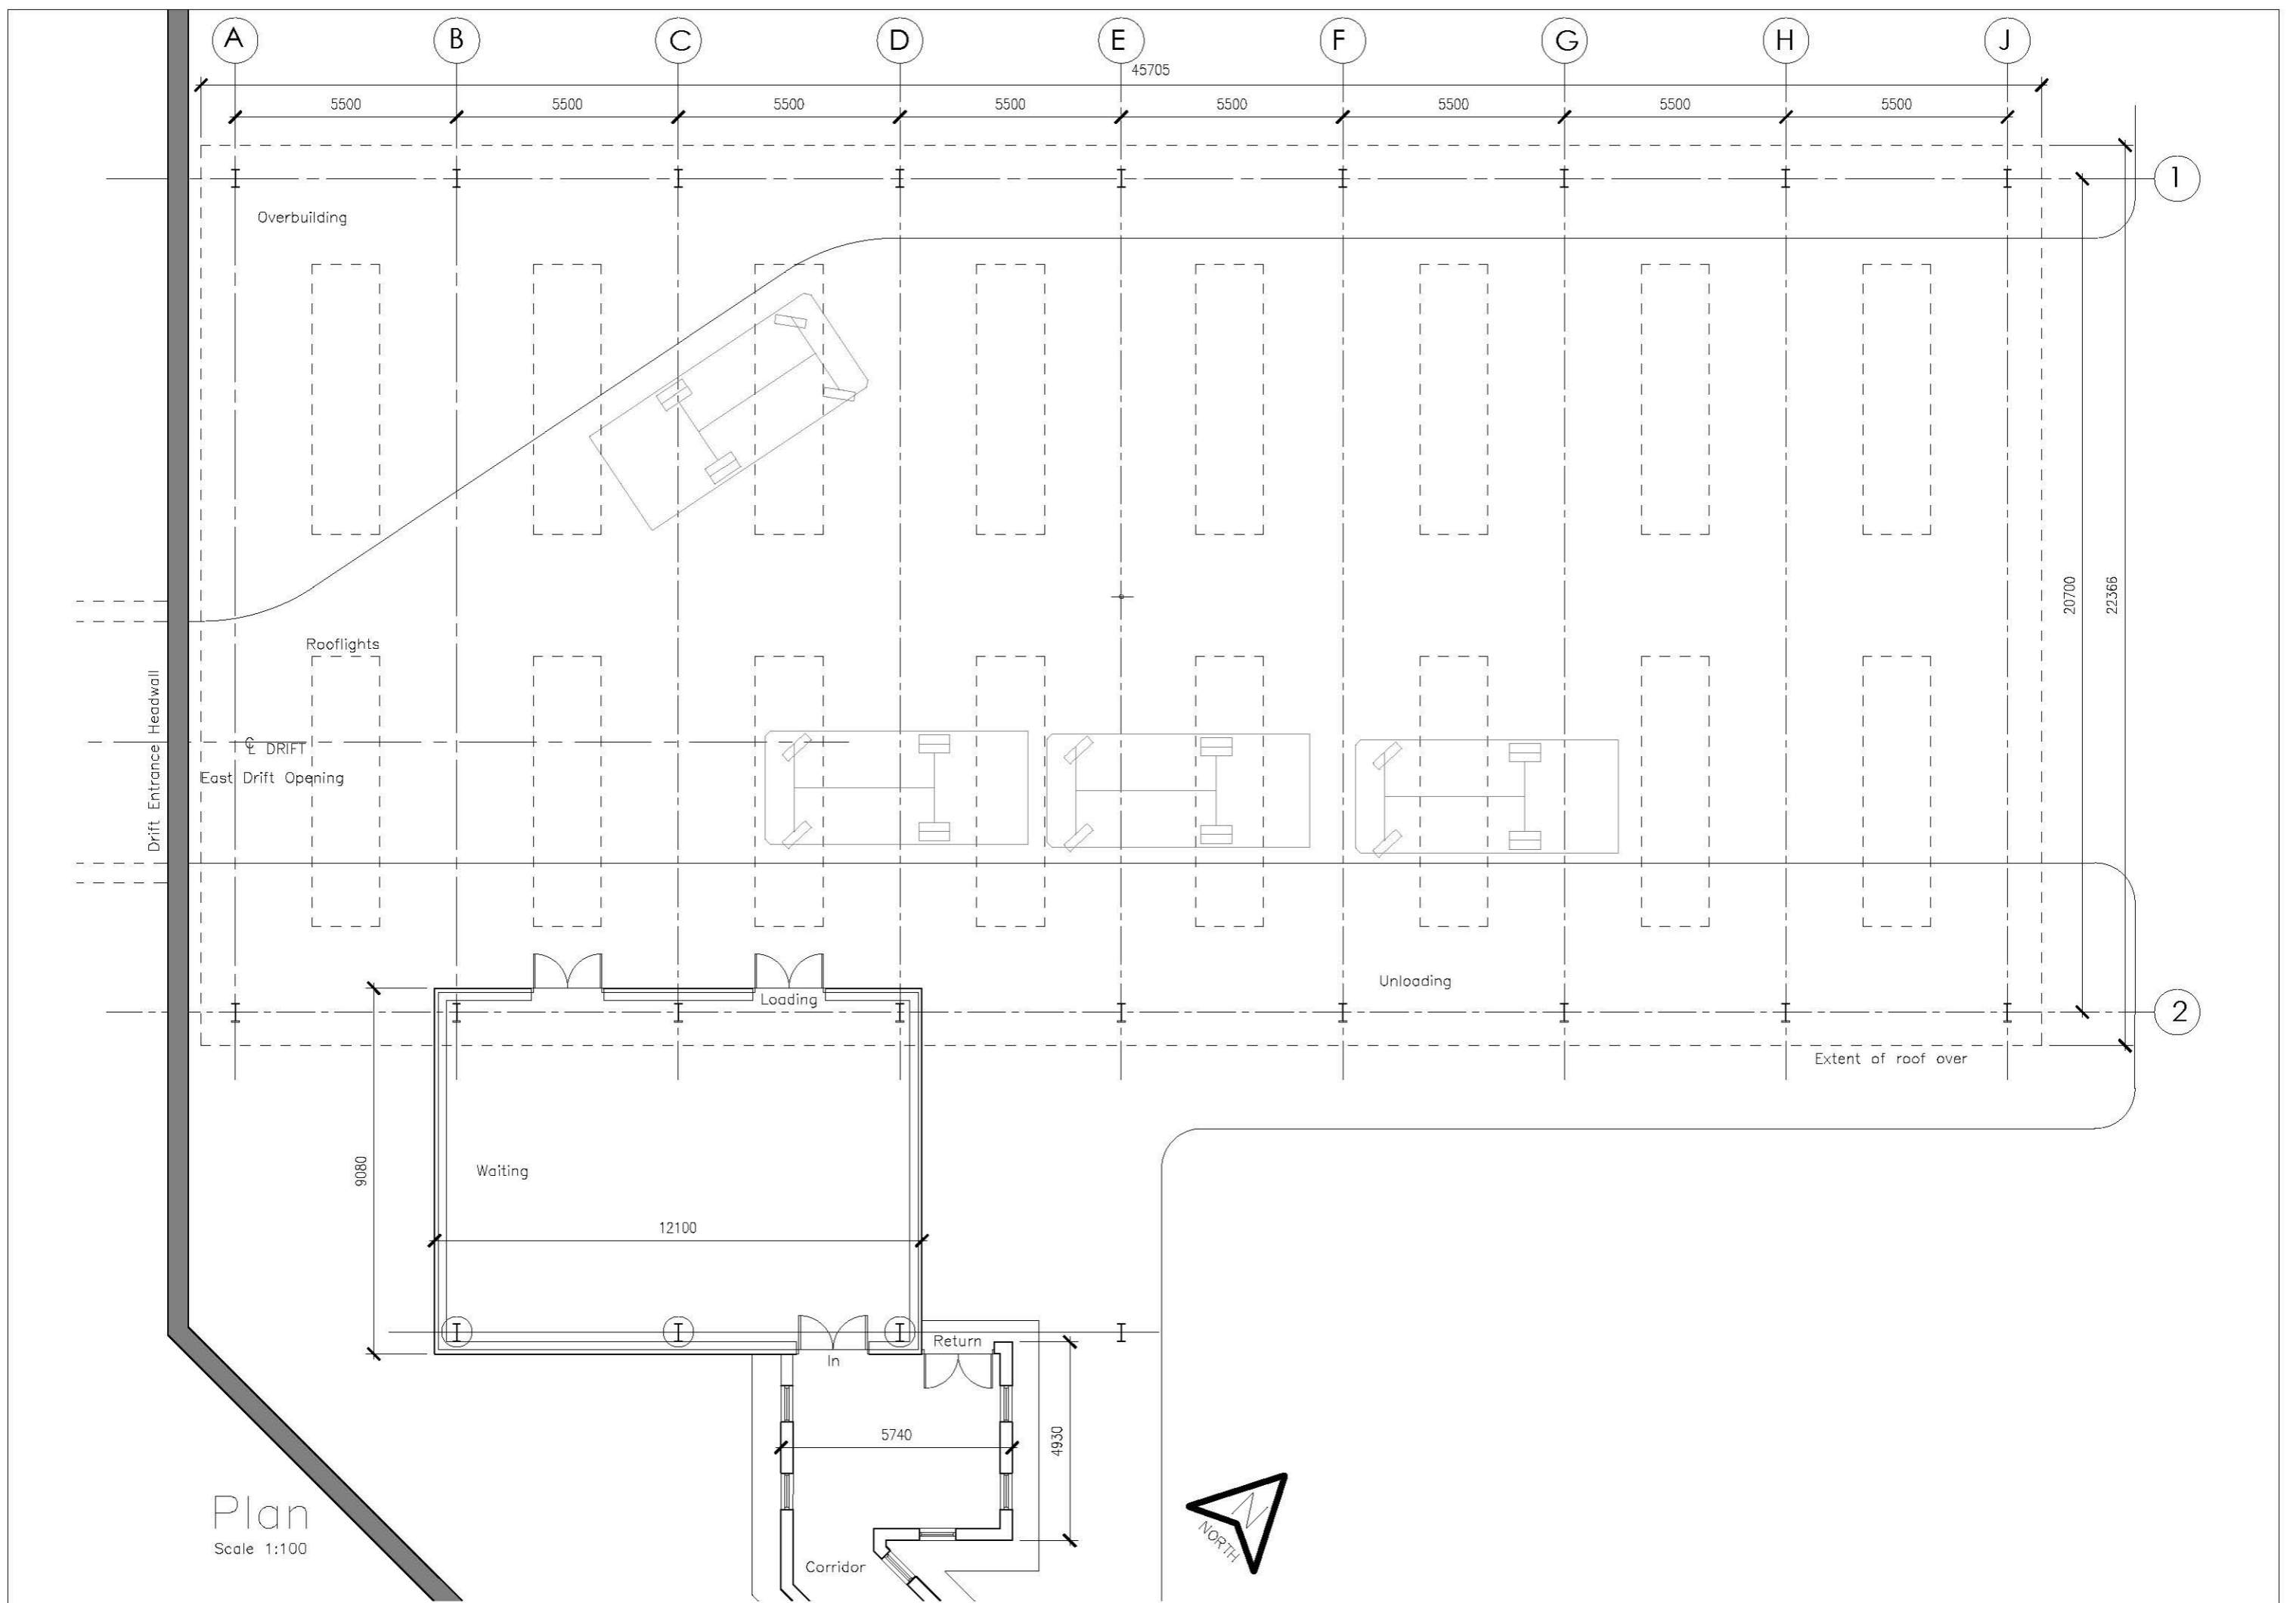 A B C D E F G H J
45705
5500 5500 5500 5500 5500 5500 5500 5500
1
Overbuilding
20700
22366
Rooflights
Drift Entrance Headwall
℄ DRIFT
East Drift Opening
Unloading
Loading
2
Extent of roof over
9080
Waiting
12100
Return
In
5740
4930
Plan
Scale 1:100
N
NORTH
Corridor